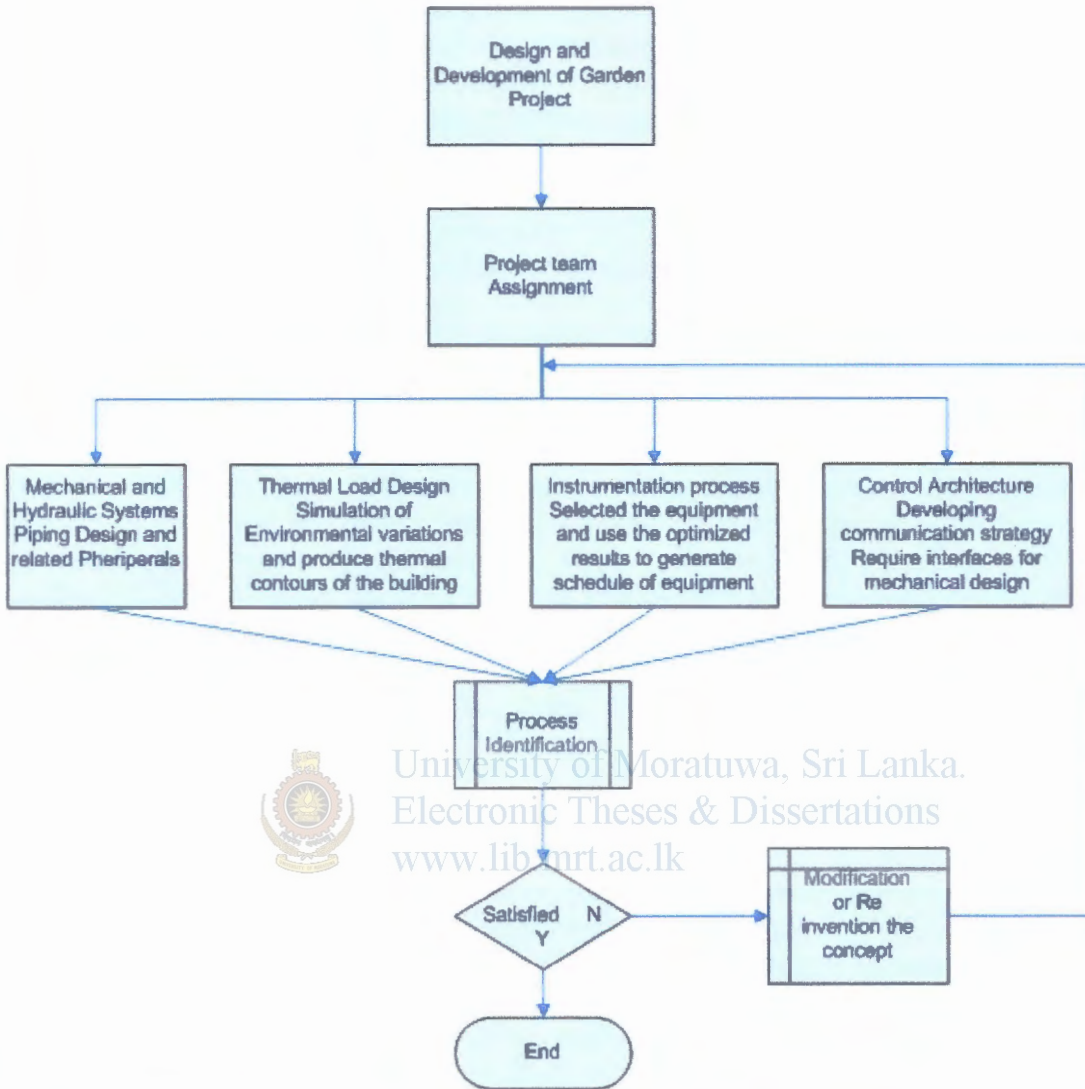 Design and
Development of Garden
Project
Project team
Assignment
Mechanical and
Hydraulic Systems
Piping Design and
related Pheriperals
Thermal Load Design
Simulation of
Environmental variations
and produce thermal
contours of the building
Instrumentation process
Selected the equipment
and use the optimized
results to generate
schedule of equipment
Control Architecture
Developing
communication strategy
Require interfaces for
mechanical design
Process
Identification
University of Moratuwa, Sri Lanka.
Electronic Theses & Dissertations
www.lib.mrt.ac.lk
Satisfied N
Y
Modification
or Re
invention the
concept
End